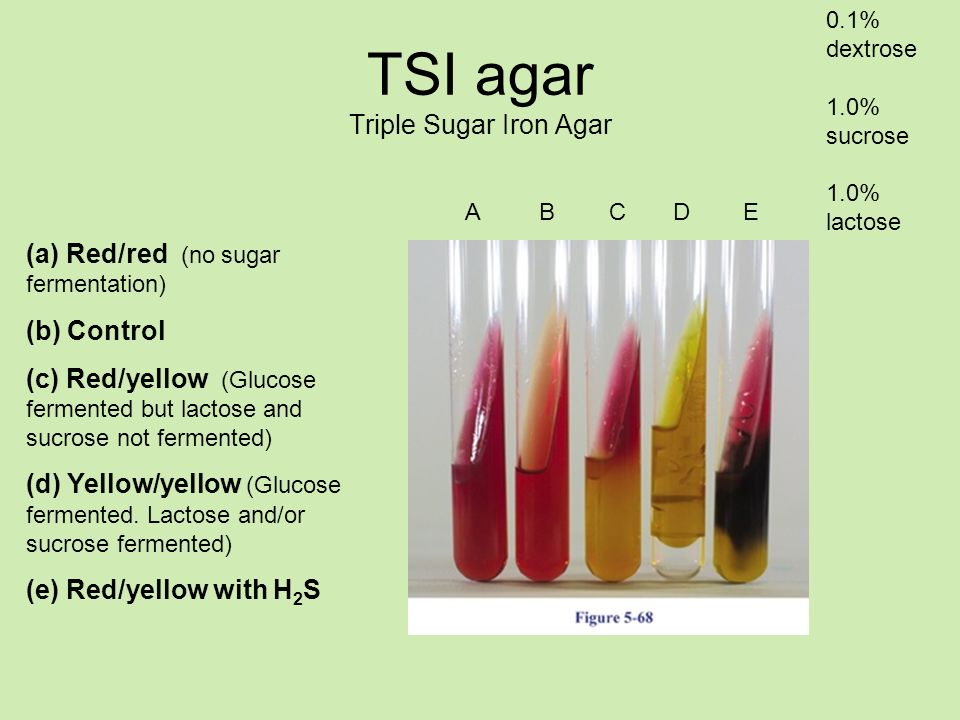 TSI agar
Triple Sugar Iron Agar
0.1%
dextrose
1.0%
sucrose
1.0%
lactose
A B C D E
(a) Red/red (no sugar
fermentation)
(b) Control
(c) Red/yellow (Glucose
fermented but lactose and
sucrose not fermented)
(d) Yellow/yellow (Glucose
fermented. Lactose and/or
sucrose fermented)
(e) Red/yellow with H₂S
Figure 5-68